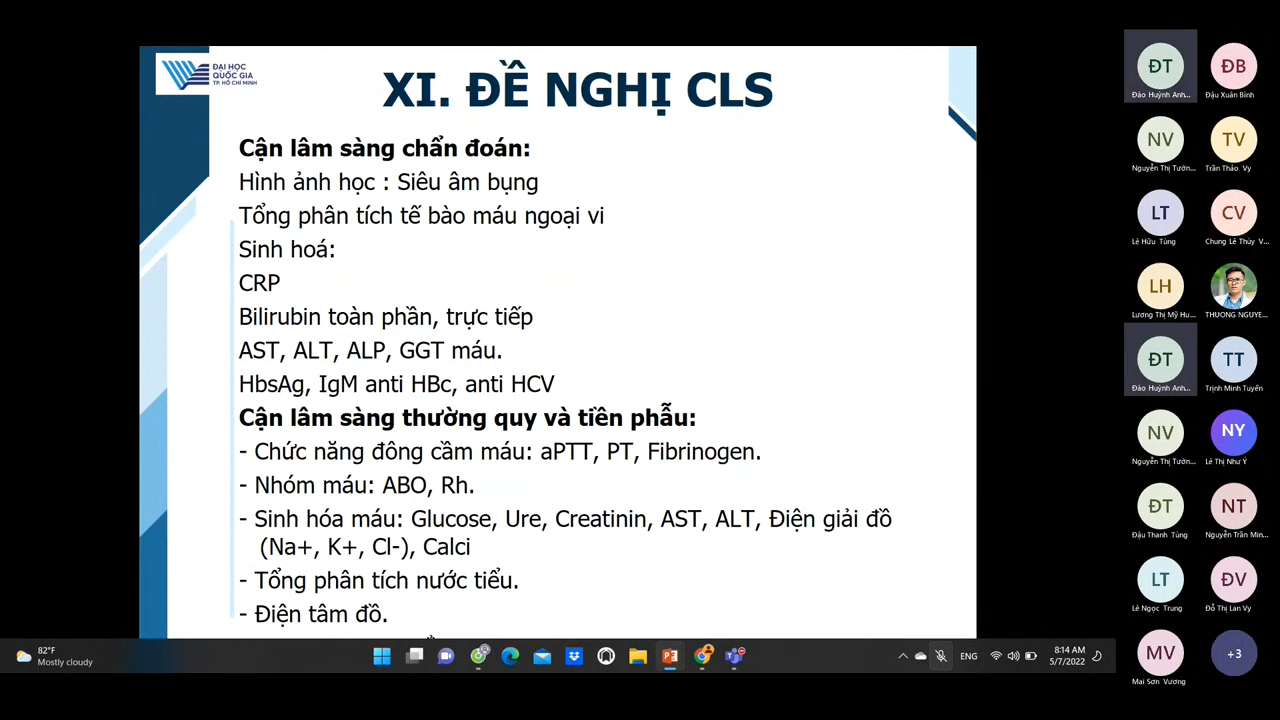 ĐẠI HỌC
QUỐC GIA
TP. HỒ CHÍ MINH
XI. ĐỀ NGHỊ CLS
Cận lâm sàng chẩn đoán:
Hình ảnh học : Siêu âm bụng
Tổng phân tích tế bào máu ngoại vi
Sinh hoá:
CRP
Bilirubin toàn phần, trực tiếp
AST, ALT, ALP, GGT máu.
HbsAg, IgM anti HBc, anti HCV
Cận lâm sàng thường quy và tiền phẫu:
- Chức năng đông cầm máu: aPTT, PT, Fibrinogen.
- Nhóm máu: ABO, Rh.
- Sinh hóa máu: Glucose, Ure, Creatinin, AST, ALT, Điện giải đồ
(Na+, K+, Cl-), Calci
- Tổng phân tích nước tiểu.
- Điện tâm đồ.
82°F
Mostly cloudy
ENG
8:14 AM
5/7/2022
ĐT
Đào Huỳnh Anh...
ĐB
Đậu Xuân Bình
NV
Nguyễn Thị Tườn...
TV
Trần Thảo Vy
LT
Lê Hữu Tùng
CV
Chung Lê Thùy V...
LH
Lương Thị Mỹ Hu...
THUONG NGUYE...
ĐT
Đào Huỳnh Anh...
TT
Trịnh Minh Tuyến
NV
Nguyễn Thị Tườn...
NY
Lê Thị Như Ý
ĐT
Đậu Thanh Tùng
NT
Nguyễn Trần Min...
LT
Lê Ngọc Trung
ĐV
Đỗ Thị Lan Vy
MV
Mai Sơn Vương
+3